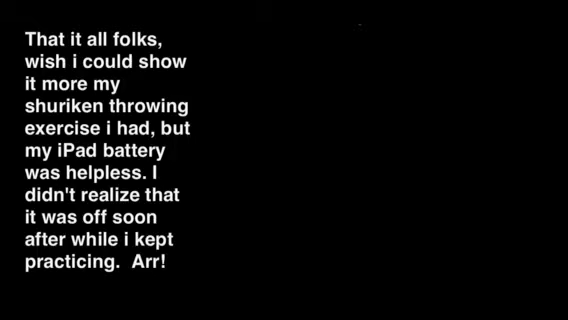 That it all folks,
wish i could show
it more my
shuriken throwing
exercise i had, but
my iPad battery
was helpless. I
didn't realize that
it was off soon
after while i kept
practicing.  Arr!